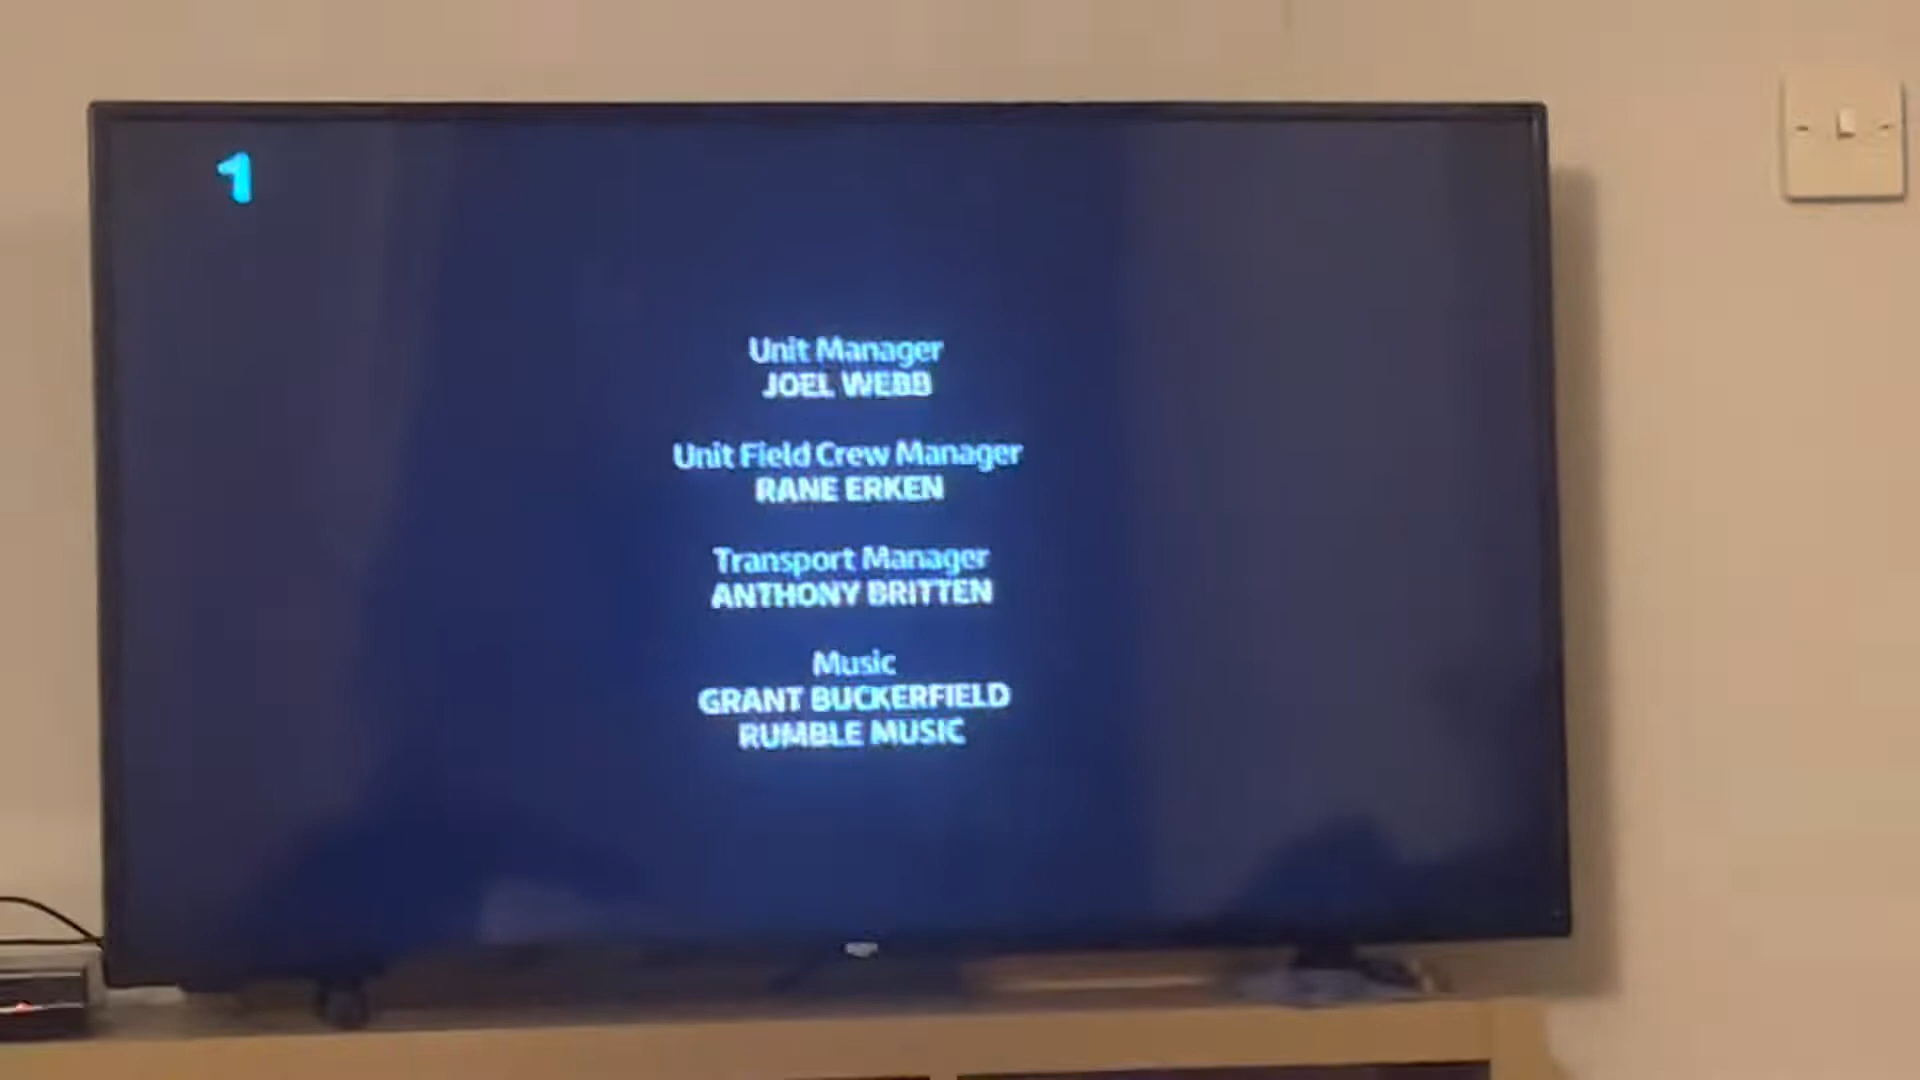 1
Unit Manager
JOEL WEBB
Unit Field Crew Manager
RANE ERKEN
Transport Manager
ANTHONY BRITTEN
Music
GRANT BUCKERFIELD
RUMBLE MUSIC